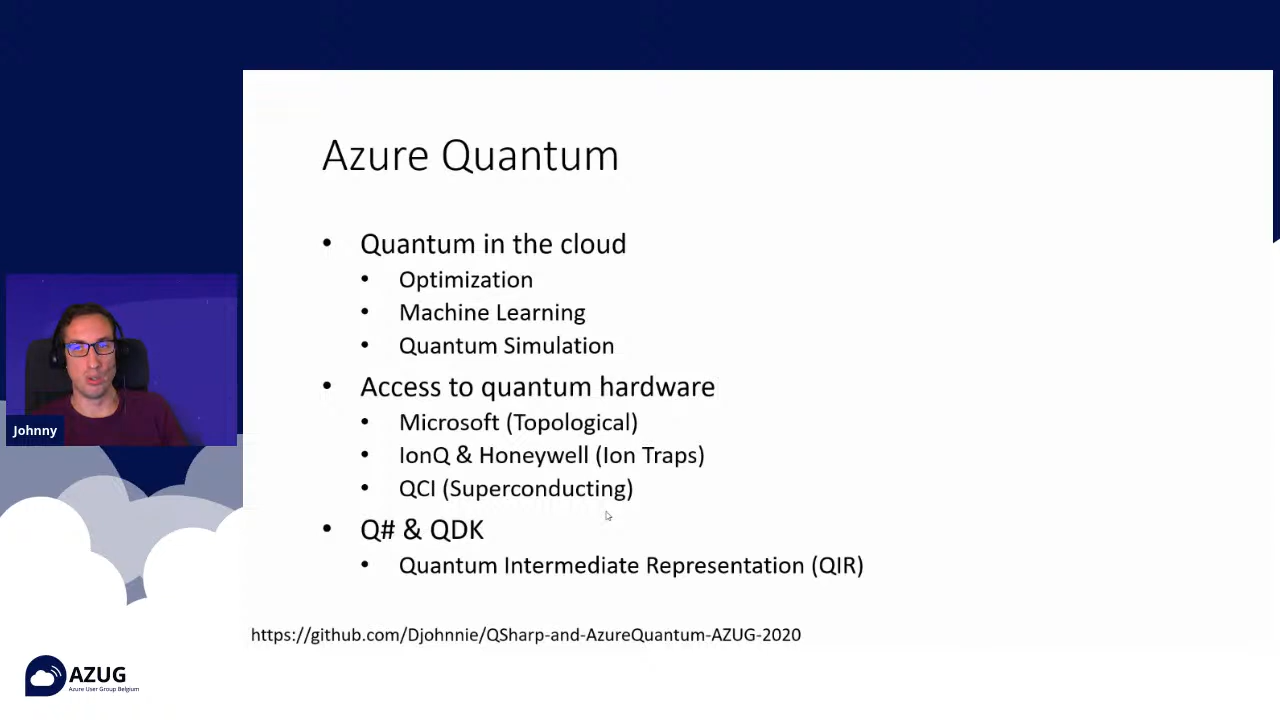 Azure Quantum
• Quantum in the cloud
• Optimization
• Machine Learning
• Quantum Simulation
• Access to quantum hardware
• Microsoft (Topological)
• IonQ & Honeywell (Ion Traps)
• QCI (Superconducting)
• Q# & QDK
• Quantum Intermediate Representation (QIR)
https://github.com/Djohnnie/QSharp-and-AzureQuantum-AZUG-2020
Johnny
AZUG
Azure User Group Belgium